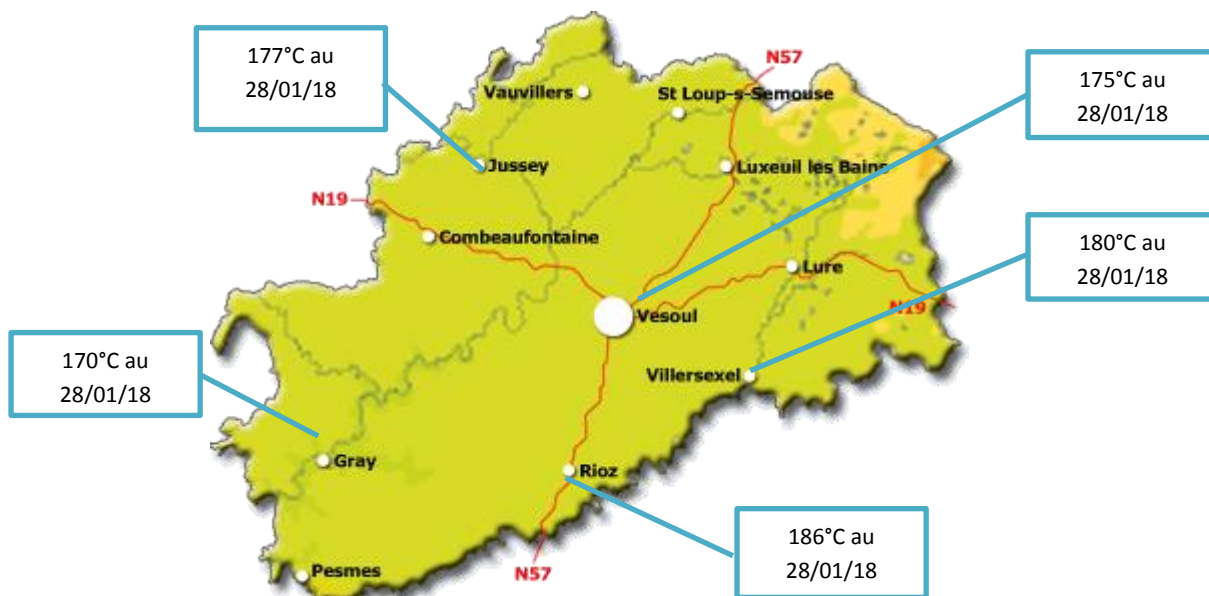 177°C au
28/01/18
N57
175°C au
28/01/18
Vauvillers
St Loup-s-Semouse
Jussey
Luxeuil les Bains
N19
Combeaufontaine
180°C au
28/01/18
Lure
N19
Vesoul
170°C au
28/01/18
Villersexel
Gray
Rioz
186°C au
28/01/18
Pesmes
N57